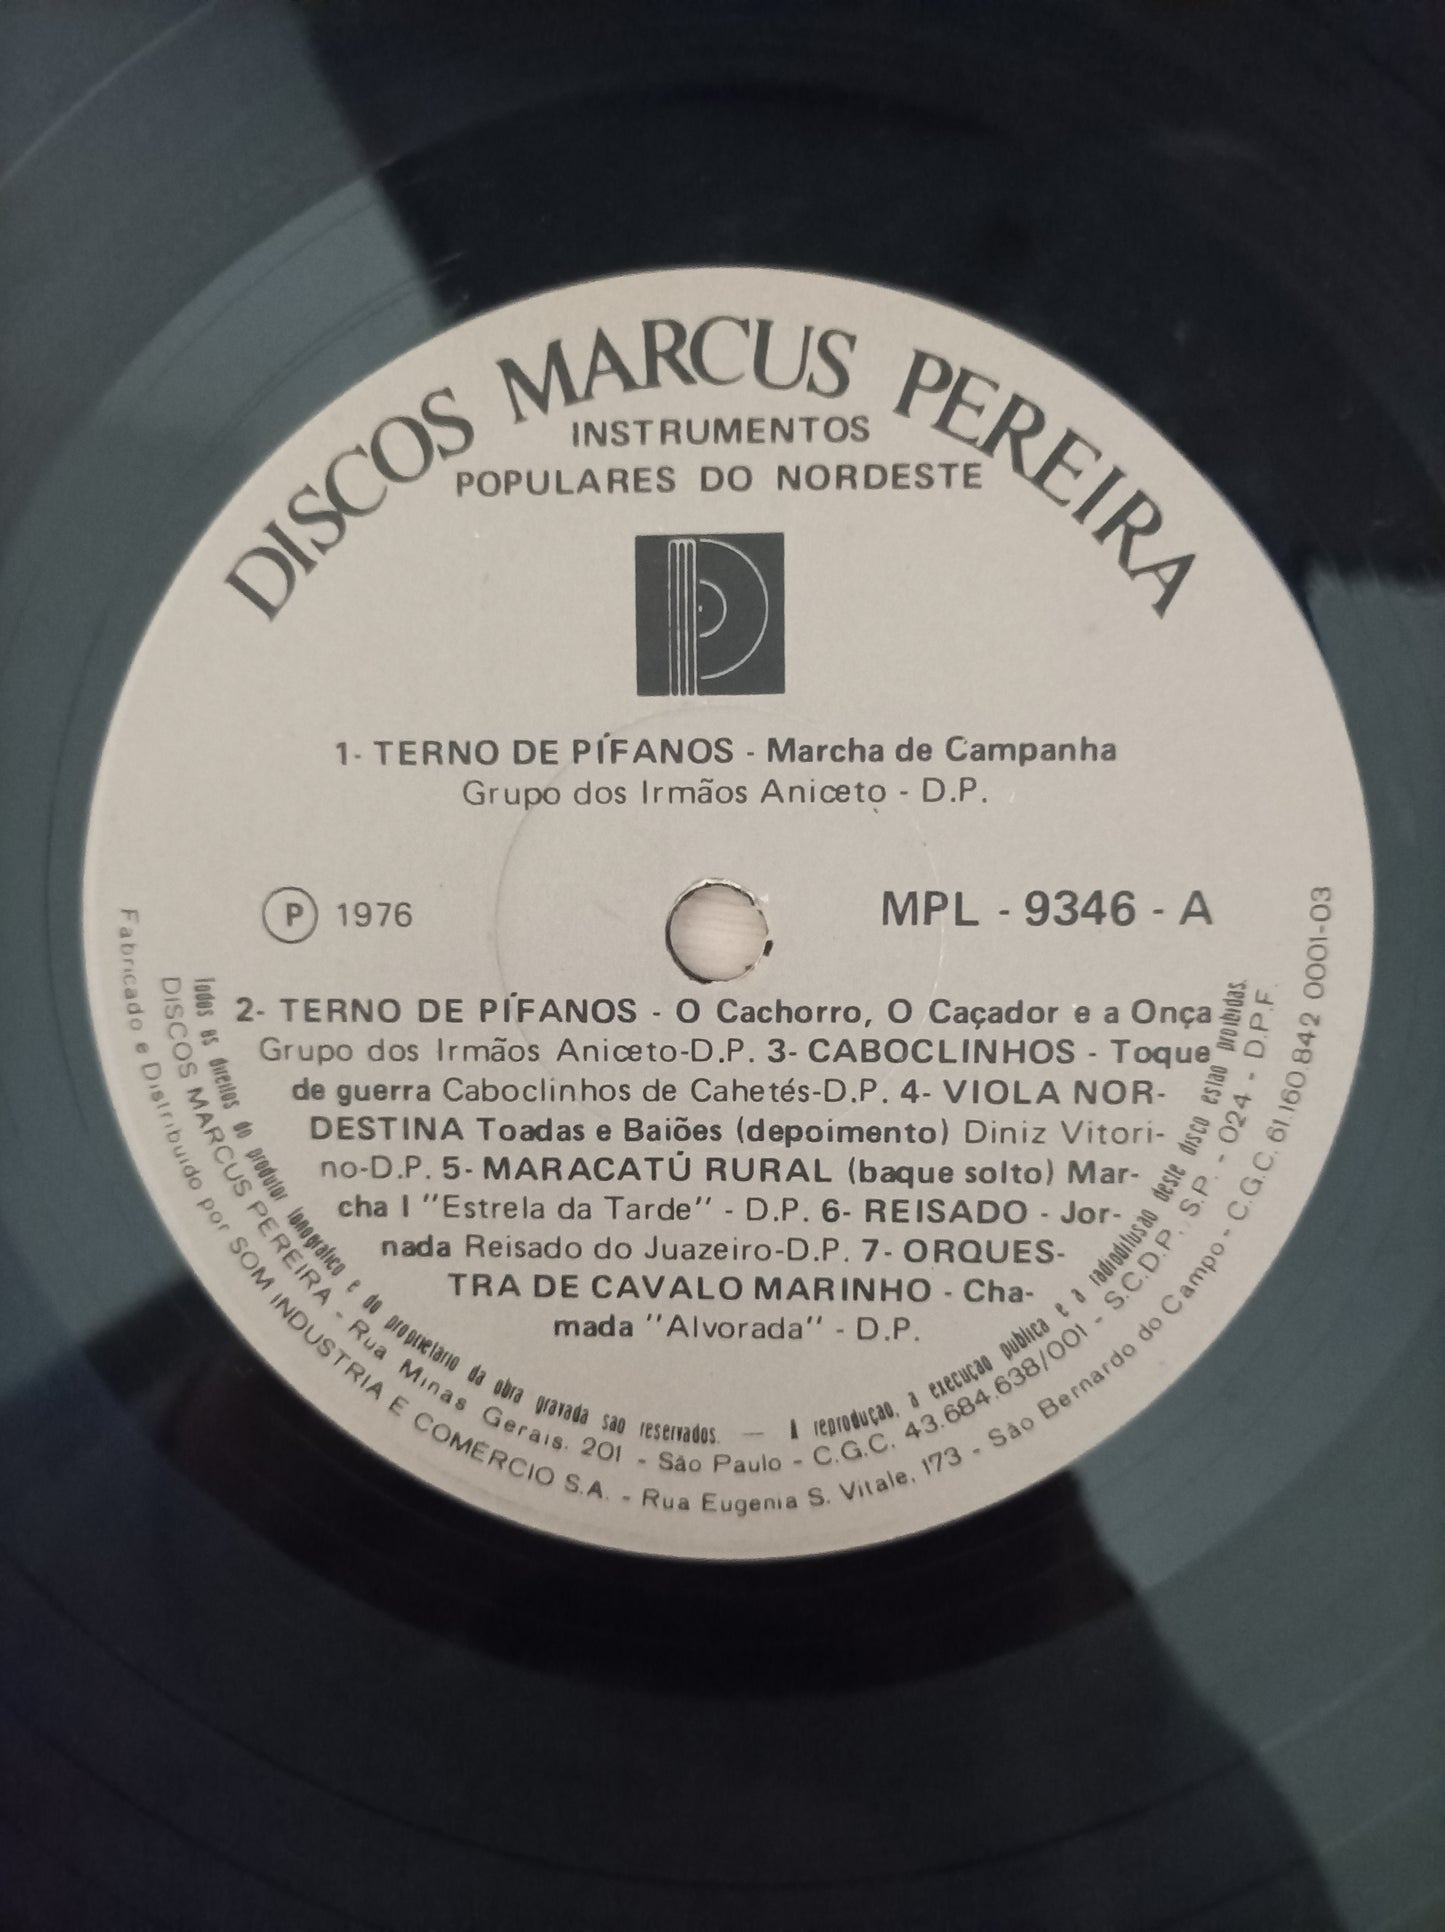 DISCOS MARCUS PEREIRA
INSTRUMENTOS
POPULARES DO NORDESTE
1- TERNO DE PÍFANOS - Marcha de Campanha
Grupo dos Irmãos Aniceto - D.P.
P 1976
MPL - 9346 - A
2- TERNO DE PÍFANOS - O Cachorro, O Caçador e a Onça
Grupo dos Irmãos Aniceto-D.P. 3- CABOCLINHOS - Toque
de guerra Caboclinhos de Cahetés-D.P. 4- VIOLA NOR-
DESTINA Toadas e Baiões (depoimento) Diniz Vitori-
no-D.P. 5- MARACATÚ RURAL (baque solto) Mar-
cha I "Estrela da Tarde" - D.P. 6- REISADO - Jor-
nada Reisado do Juazeiro-D.P. 7- ORQUES-
TRA DE CAVALO MARINHO - Cha-
mada "Alvorada" - D.P.
Todos os direitos do produtor fonográfico e do proprietário da obra gravada são reservados. — A reprodução, a execução pública e a radiodifusão deste disco estão proibidas.
DISCOS MARCUS PEREIRA - Rua Minas Gerais, 201 - São Paulo - C.G.C. 43.684.638/001 - S.C.D.P. S.P. - 024 - D.P.F.
Fabricado e Distribuído por SOM INDUSTRIA E COMÉRCIO S.A. - Rua Eugenia S. Vitale, 173 - São Bernardo do Campo - C.G.C. 61.160.842 0001-03